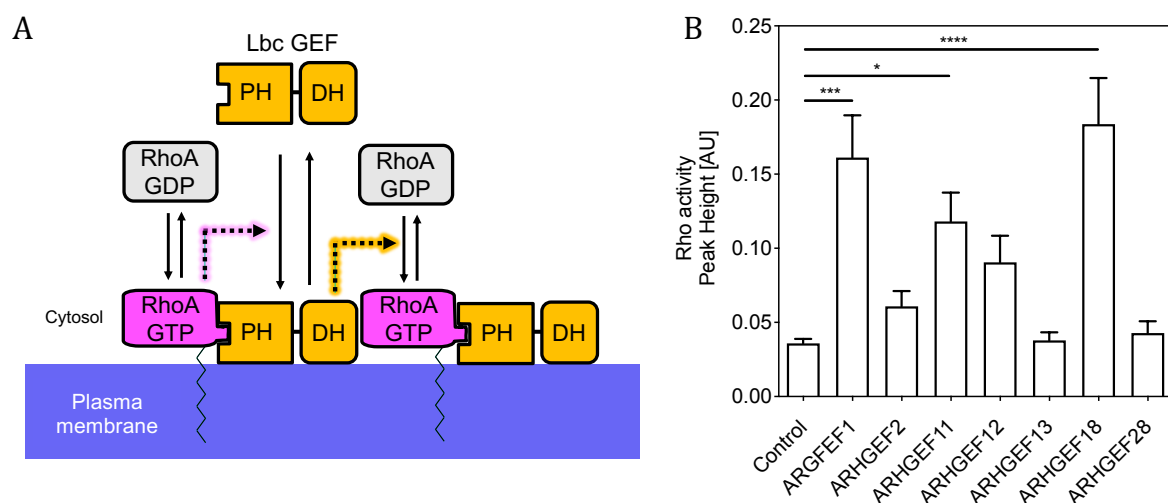 A
Lbc GEF
PH
DH
RhoA
GDP
RhoA
GDP
Cytosol
RhoA
GTP
PH
DH
RhoA
GTP
PH
DH
Plasma
membrane
B
Rho activity
Peak Height [AU]
0.25
0.20
0.15
0.10
0.05
0.00
****
*
***
Control
ARGFEF1
ARHGEF2
ARHGEF11
ARHGEF12
ARHGEF13
ARHGEF18
ARHGEF28